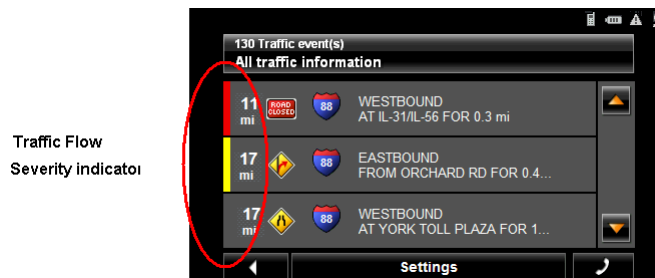 130 Traffic event(s)
All traffic information
11 mi ROAD CLOSED 88 WESTBOUND
AT IL-31/IL-56 FOR 0.3 mi
Traffic Flow
Severity indicator
17 mi 88 EASTBOUND
FROM ORCHARD RD FOR 0.4...
17 mi 88 WESTBOUND
AT YORK TOLL PLAZA FOR 1...
Settings